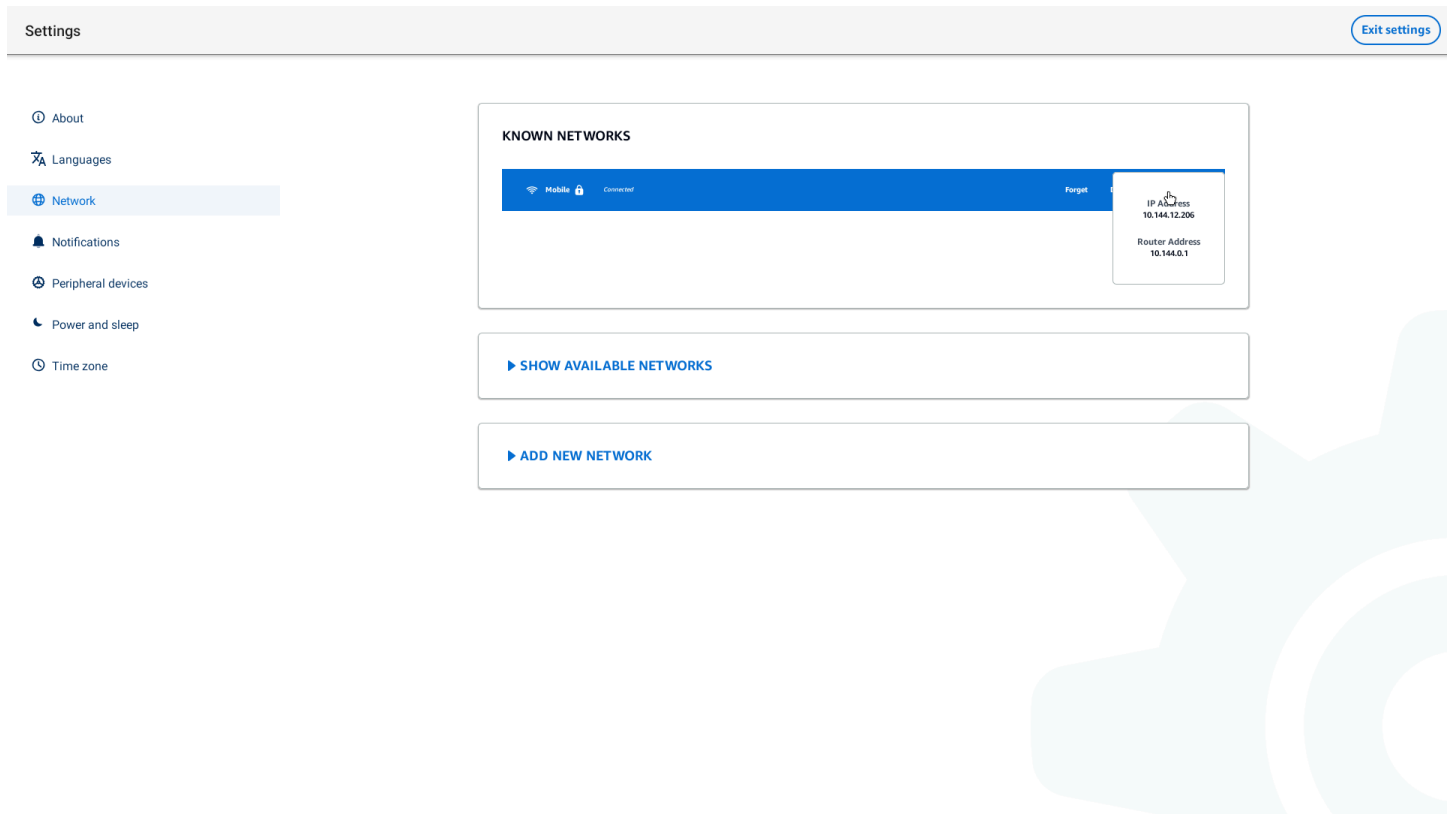 Settings
Exit settings
About
Languages
Network
Notifications
Peripheral devices
Power and sleep
Time zone
KNOWN NETWORKS
Mobile Connected Forget
IP Address
10.144.12.206
Router Address
10.144.0.1
SHOW AVAILABLE NETWORKS
ADD NEW NETWORK